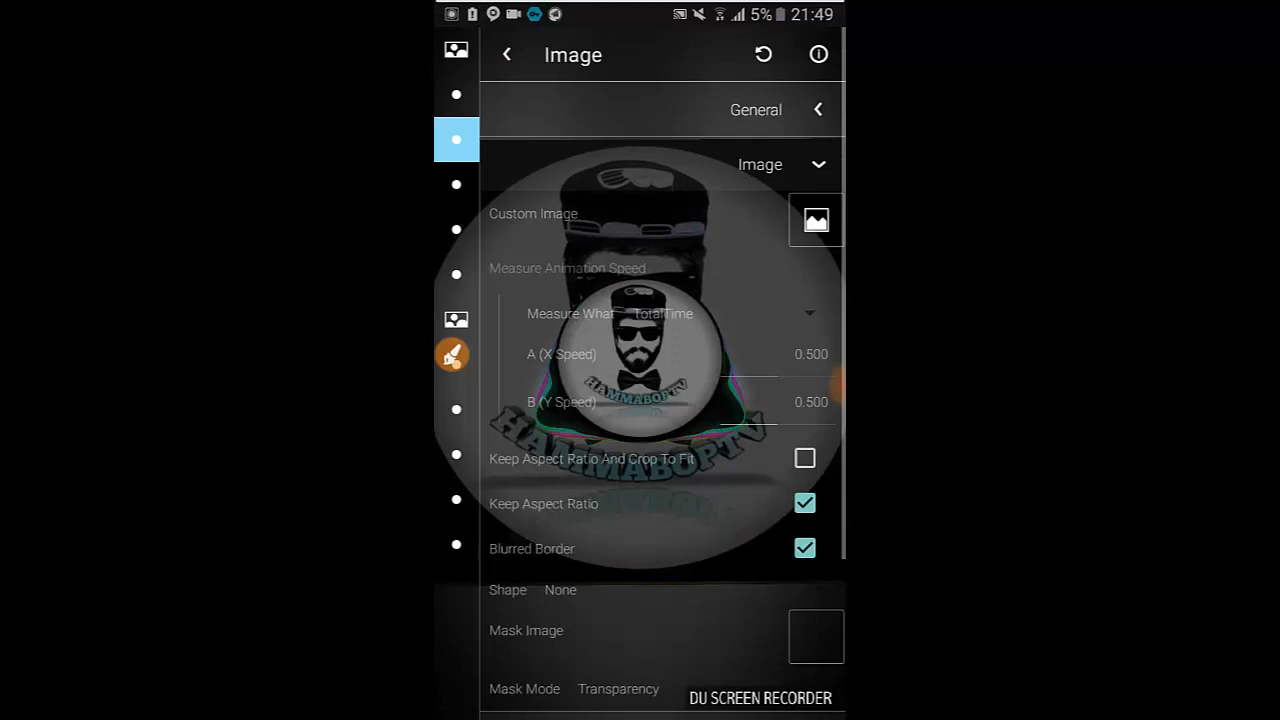 5% 21:49
Image
General
Image
Custom Image
Measure Animation Speed
Measure What TotalTime
A (X Speed) 0.500
HAMMABOPTV
B (Y Speed) 0.500
HAMMABOPTV
Keep Aspect Ratio And Crop To Fit
Keep Aspect Ratio
Blurred Border
Shape None
Mask Image
Mask Mode Transparency
DU SCREEN RECORDER